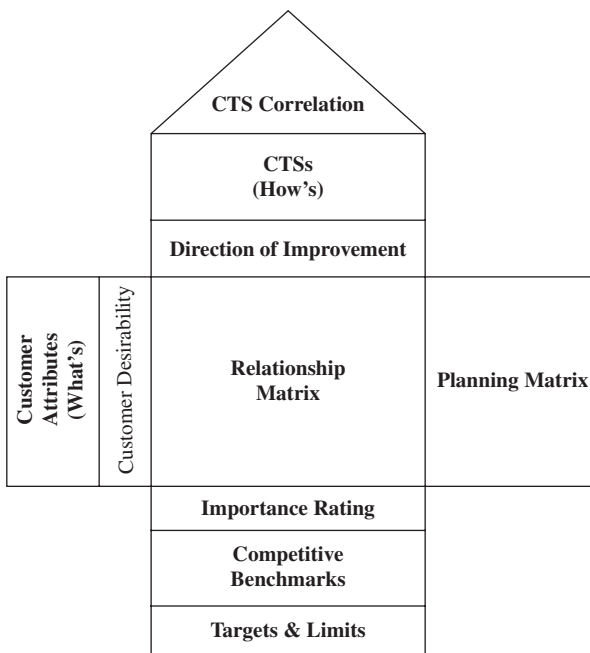 CTS Correlation
CTSs
(How's)
Direction of Improvement
Customer
Attributes
(What's)
Customer Desirability
Relationship
Matrix
Planning Matrix
Importance Rating
Competitive
Benchmarks
Targets & Limits